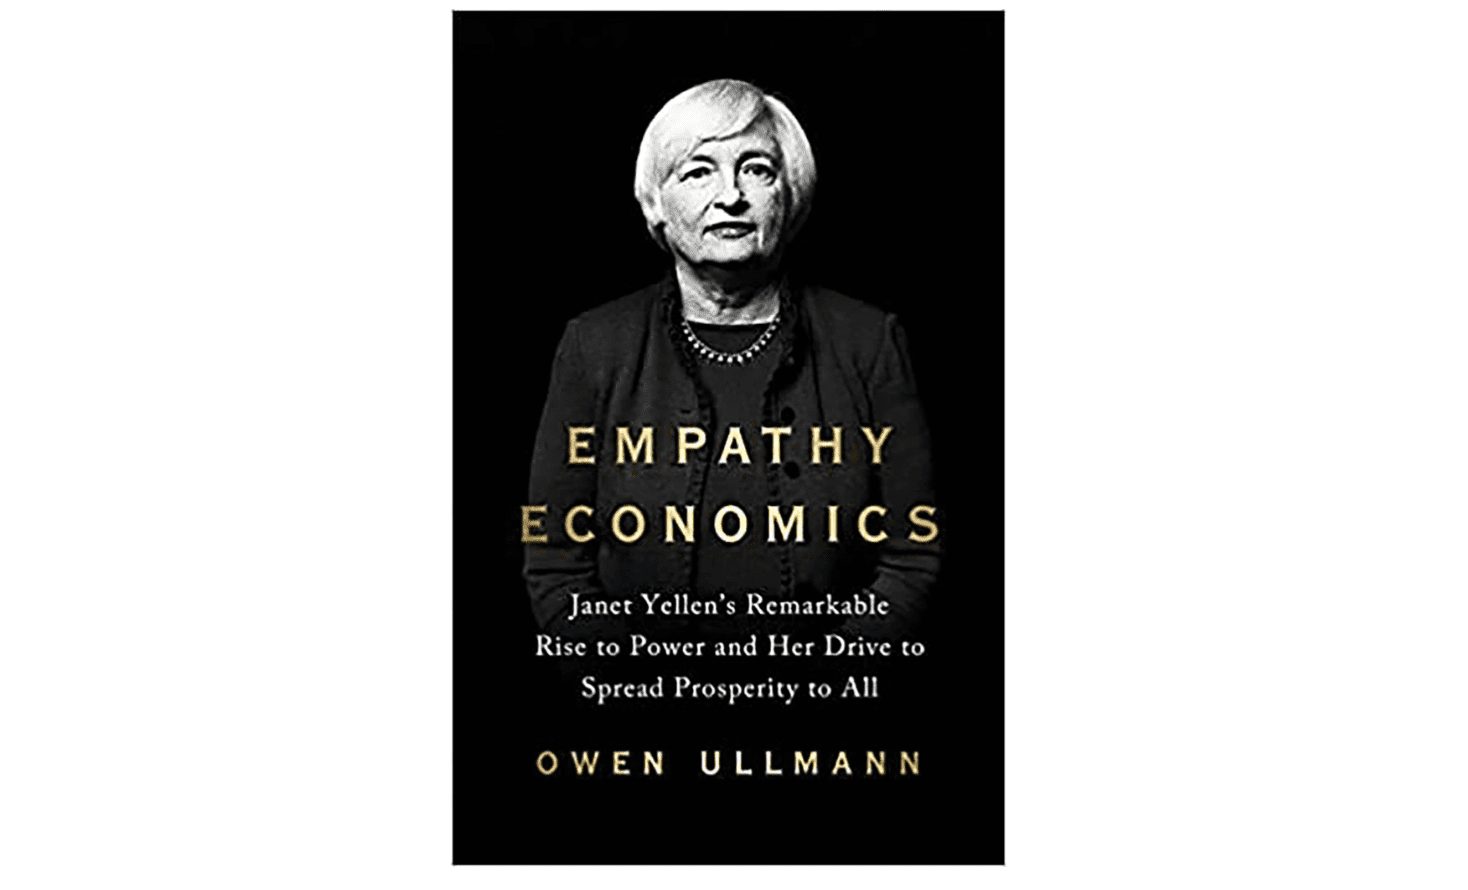 EMPATHY
ECONOMICS
Janet Yellen's Remarkable
Rise to Power and Her Drive to
Spread Prosperity to All
OWEN ULLMANN